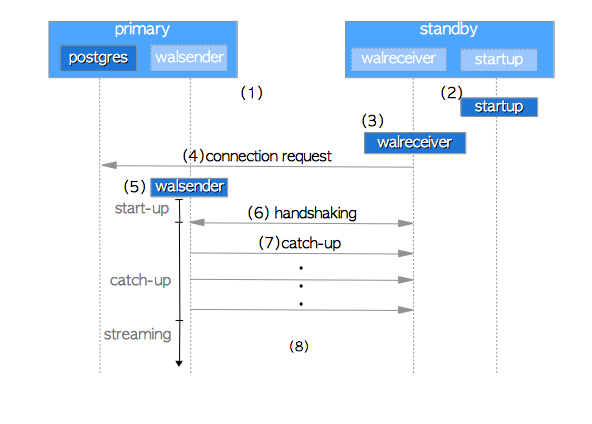 primary
standby
postgres
walsender
walreceiver
startup
(1)
(2)
startup
(3)
walreceiver
(4)connection request
(5)
walsender
start-up
(6) handshaking
(7)catch-up
catch-up
streaming
(8)